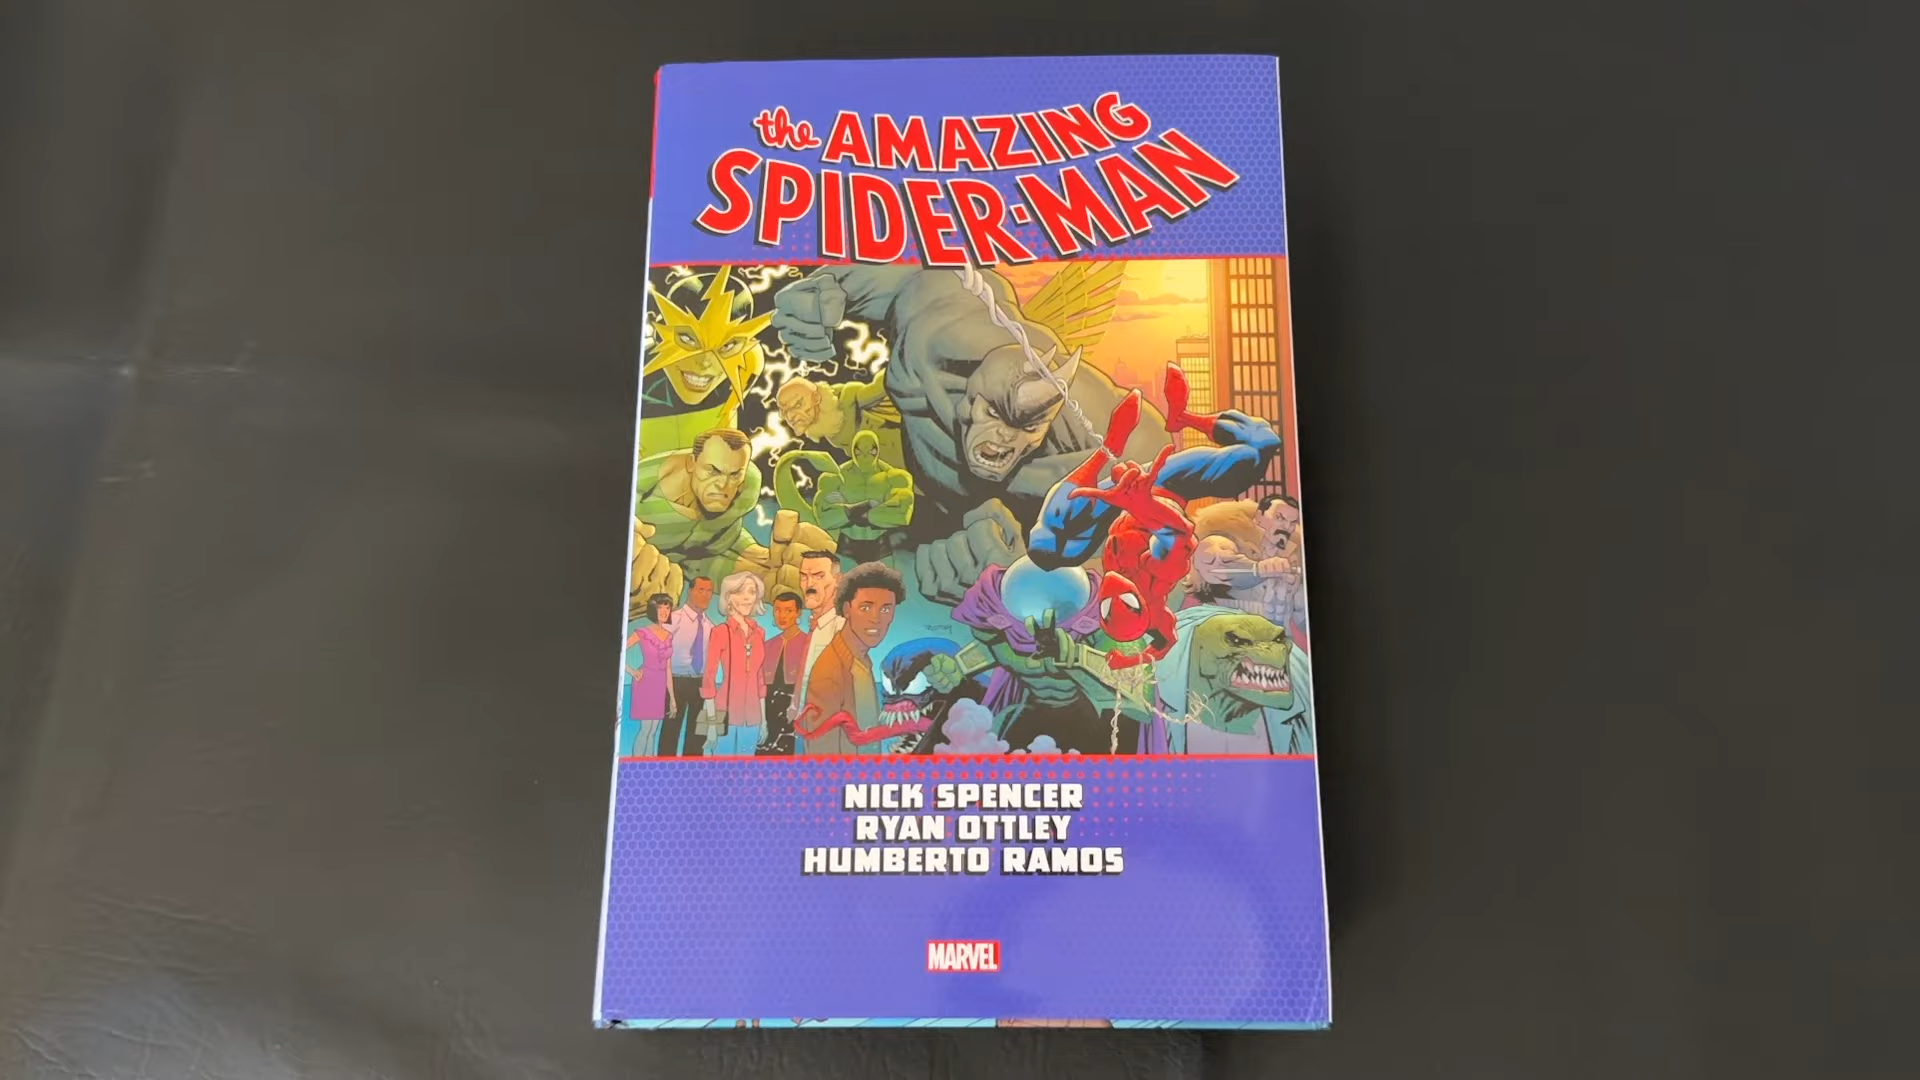 the AMAZING
SPIDER-MAN
NICK SPENCER
RYAN OTTLEY
HUMBERTO RAMOS
MARVEL